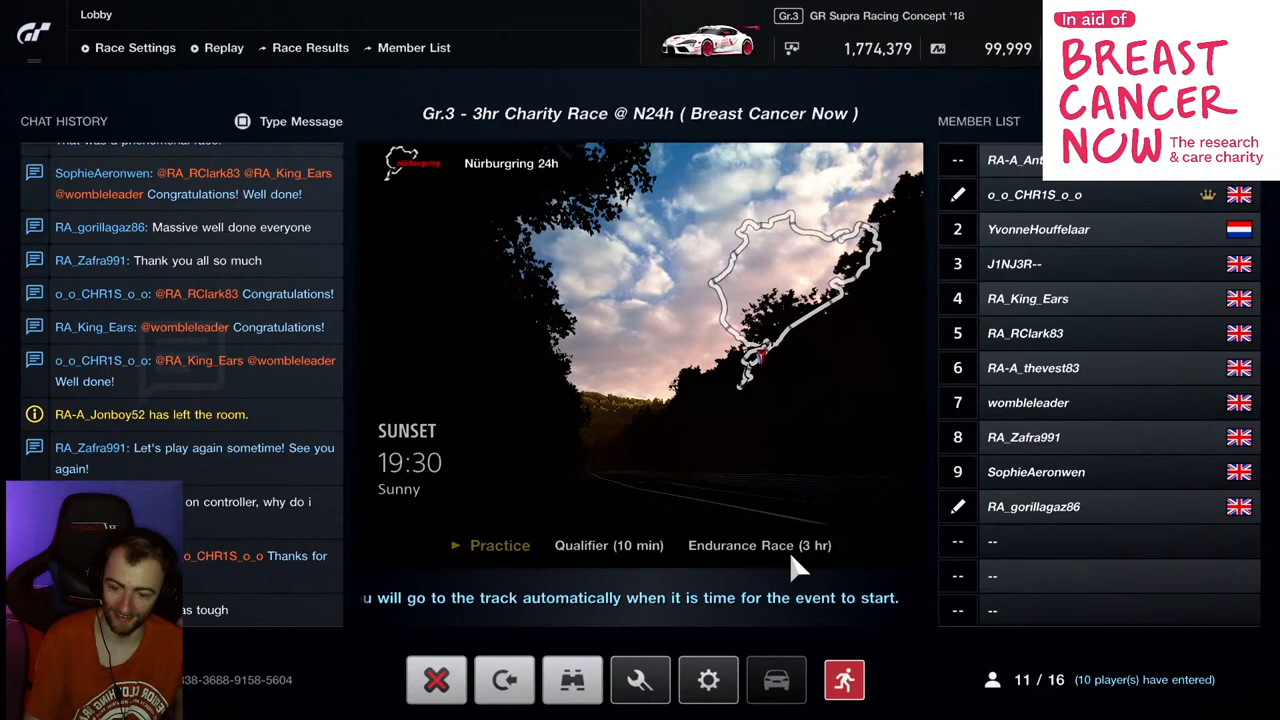 Lobby
Race Settings
Replay
Race Results
Member List
Gr.3
GR Supra Racing Concept '18
1,774,379
99,999
In aid of
BREAST
CANCER
NOW
The research
& care charity
CHAT HISTORY
Type Message
SophieAeronwen: @RA_RClark83 @RA_King_Ears
@wombleleader Congratulations! Well done!
RA_gorillagaz86: Massive well done everyone
RA_Zafra991: Thank you all so much
o_o_CHR1S_o_o: @RA_RClark83 Congratulations!
RA_King_Ears: @wombleleader Congratulations!
o_o_CHR1S_o_o: @RA_King_Ears @wombleleader
Well done!
RA-A_Jonboy52 has left the room.
RA_Zafra991: Let's play again sometime! See you
again!
on controller, why do i
o_CHR1S_o_o Thanks for
as tough
838-3688-9158-5604
Gr.3 - 3hr Charity Race @ N24h ( Breast Cancer Now )
Nürburgring
Nürburgring 24h
SUNSET
19:30
Sunny
Practice
Qualifier (10 min)
Endurance Race (3 hr)
u will go to the track automatically when it is time for the event to start.
MEMBER LIST
-- RA-A_Ant
o_o_CHR1S_o_o
2 YvonneHouffelaar
3 J1NJ3R--
4 RA_King_Ears
5 RA_RClark83
6 RA-A_thevest83
7 wombleleader
8 RA_Zafra991
9 SophieAeronwen
RA_gorillagaz86
-- --
-- --
-- --
11 / 16 (10 player(s) have entered)